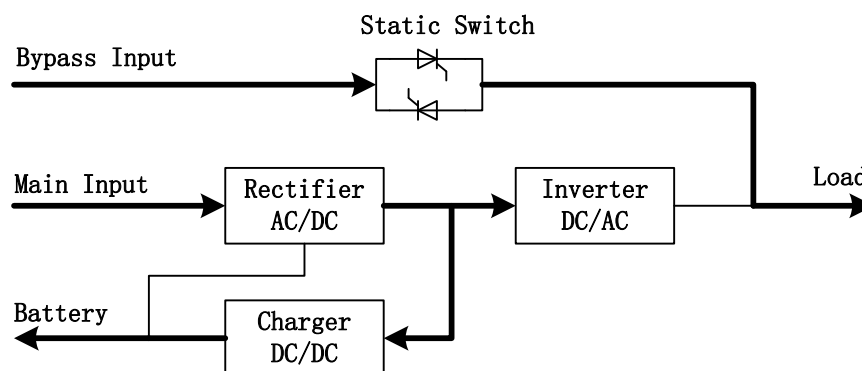 Static Switch
Bypass Input
Main Input
Rectifier
AC/DC
Inverter
DC/AC
Load
Battery
Charger
DC/DC